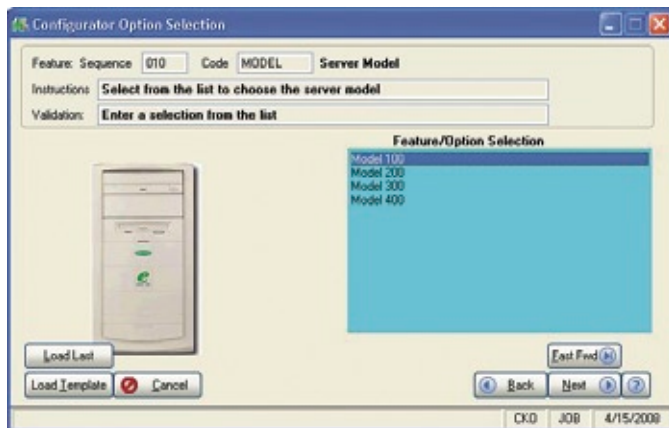 Configurator Option Selection
Feature: Sequence 010 Code MODEL Server Model
Instructions Select from the list to choose the server model
Validation: Enter a selection from the list
Feature/Option Selection
Model 100
Model 200
Model 300
Model 400
Load Last
Fast Fwd
Load Template Cancel Back Next ?
CKO JOB 4/15/2008